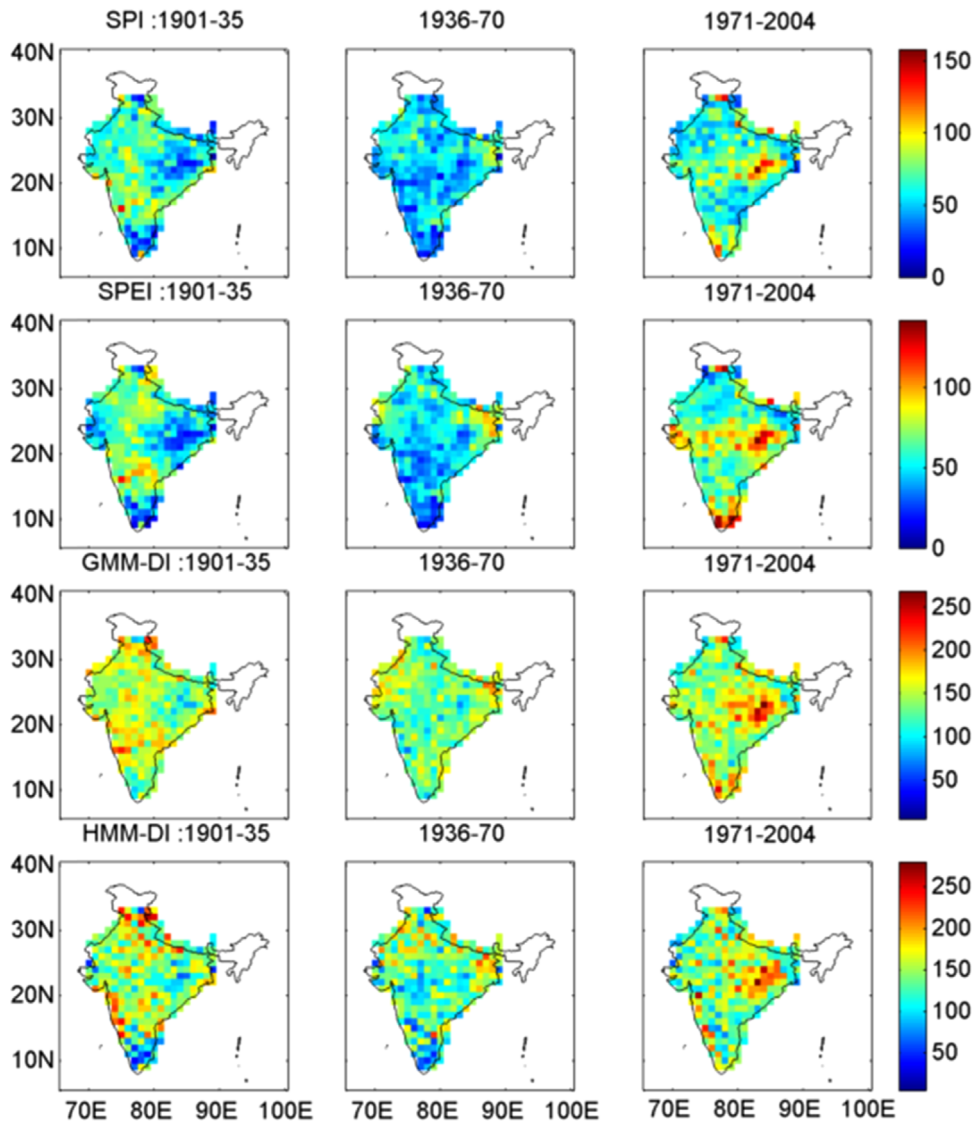 SPI :1901-35 1936-70 1971-2004
40N 150
30N
100
20N
50
10N
0
SPEI :1901-35 1936-70 1971-2004
40N
30N 100
20N 50
10N
0
GMM-DI :1901-35 1936-70 1971-2004
40N
250
30N 200
150
20N
100
10N 50
HMM-DI :1901-35 1936-70 1971-2004
40N
250
30N 200
150
20N
100
10N 50
70E 80E 90E 100E 70E 80E 90E 100E 70E 80E 90E 100E